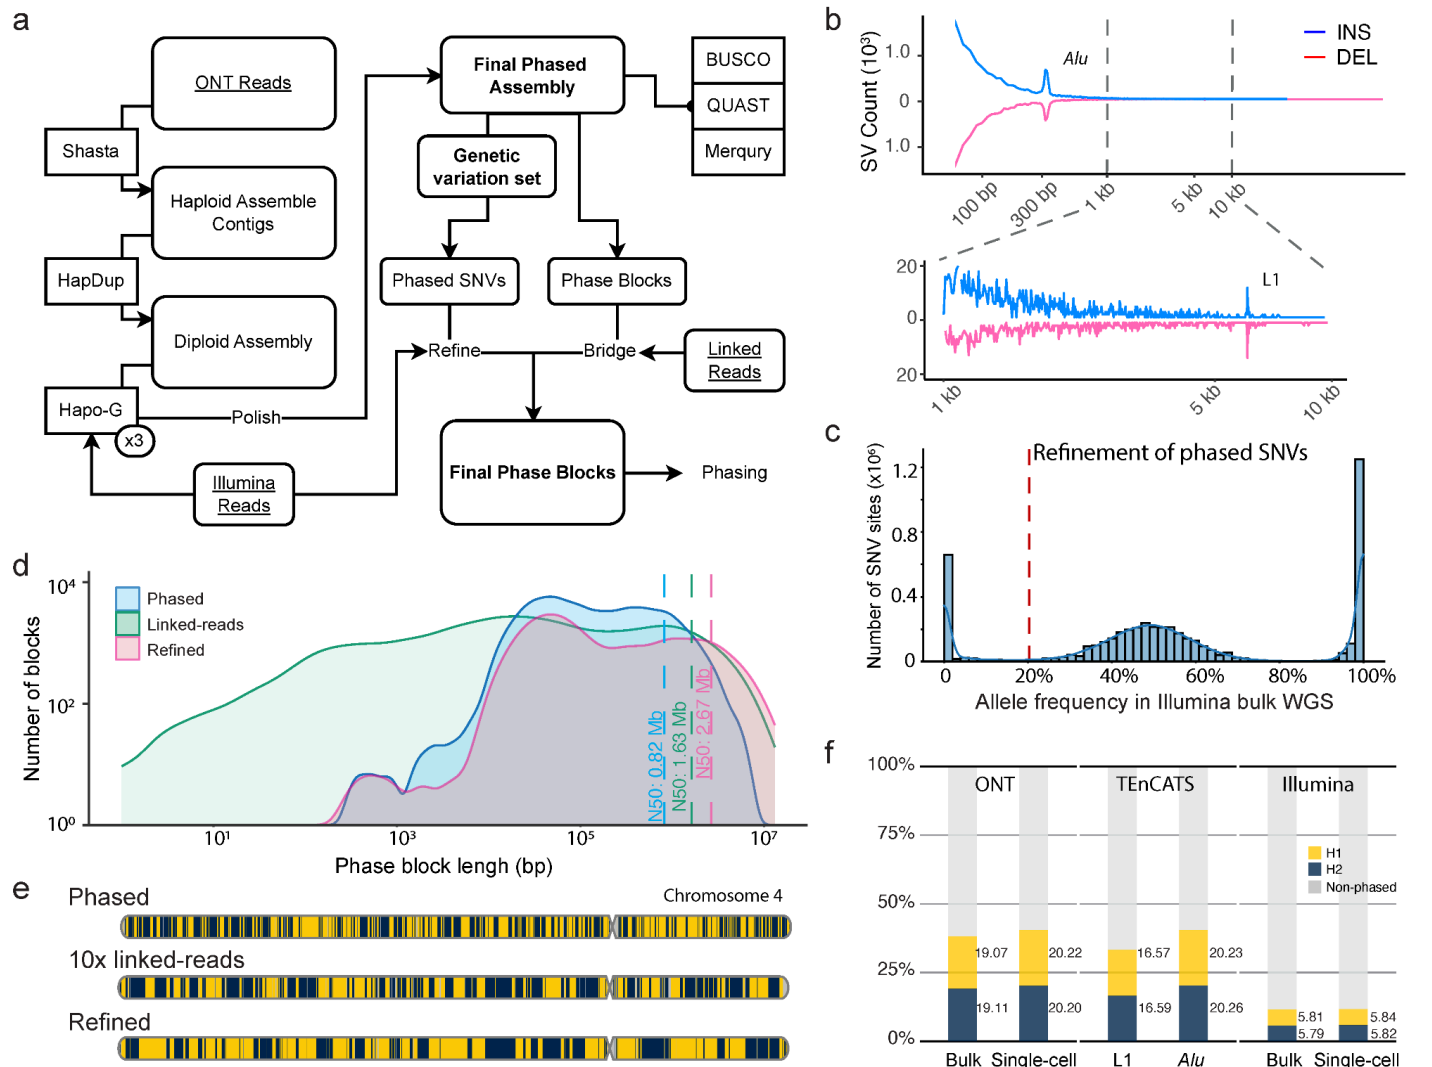 a
ONT Reads
Shasta
Haploid Assemble
Contigs
HapDup
Diploid Assembly
Hapo-G
x3
Polish
Illumina
Reads
Final Phased
Assembly
BUSCO
QUAST
Merqury
Genetic
variation set
Phased SNVs
Phase Blocks
Refine
Bridge
Linked
Reads
Final Phase Blocks
Phasing
b
SV Count (10³)
1.0
0
1.0
Alu
INS
DEL
100 bp
300 bp
1 kb
5 kb
10 kb
20
0
20
L1
1 kb
5 kb
10 kb
c
Refinement of phased SNVs
Number of SNV sites (x10⁶)
1.2
0.8
0.4
0
0
20%
40%
60%
80%
100%
Allele frequency in Illumina bulk WGS
d
Number of blocks
10⁴
10²
10⁰
Phased
Linked-reads
Refined
N50: 0.82 Mb
N50: 1.63 Mb
N50: 2.67 Mb
10¹
10³
10⁵
10⁷
Phase block lengh (bp)
e
Phased
Chromosome 4
10x linked-reads
Refined
f
100%
75%
50%
25%
0%
ONT
TEnCATS
Illumina
H1
H2
Non-phased
19.07
20.22
16.57
20.23
5.81
5.84
19.11
20.20
16.59
20.26
5.79
5.82
Bulk
Single-cell
L1
Alu
Bulk
Single-cell